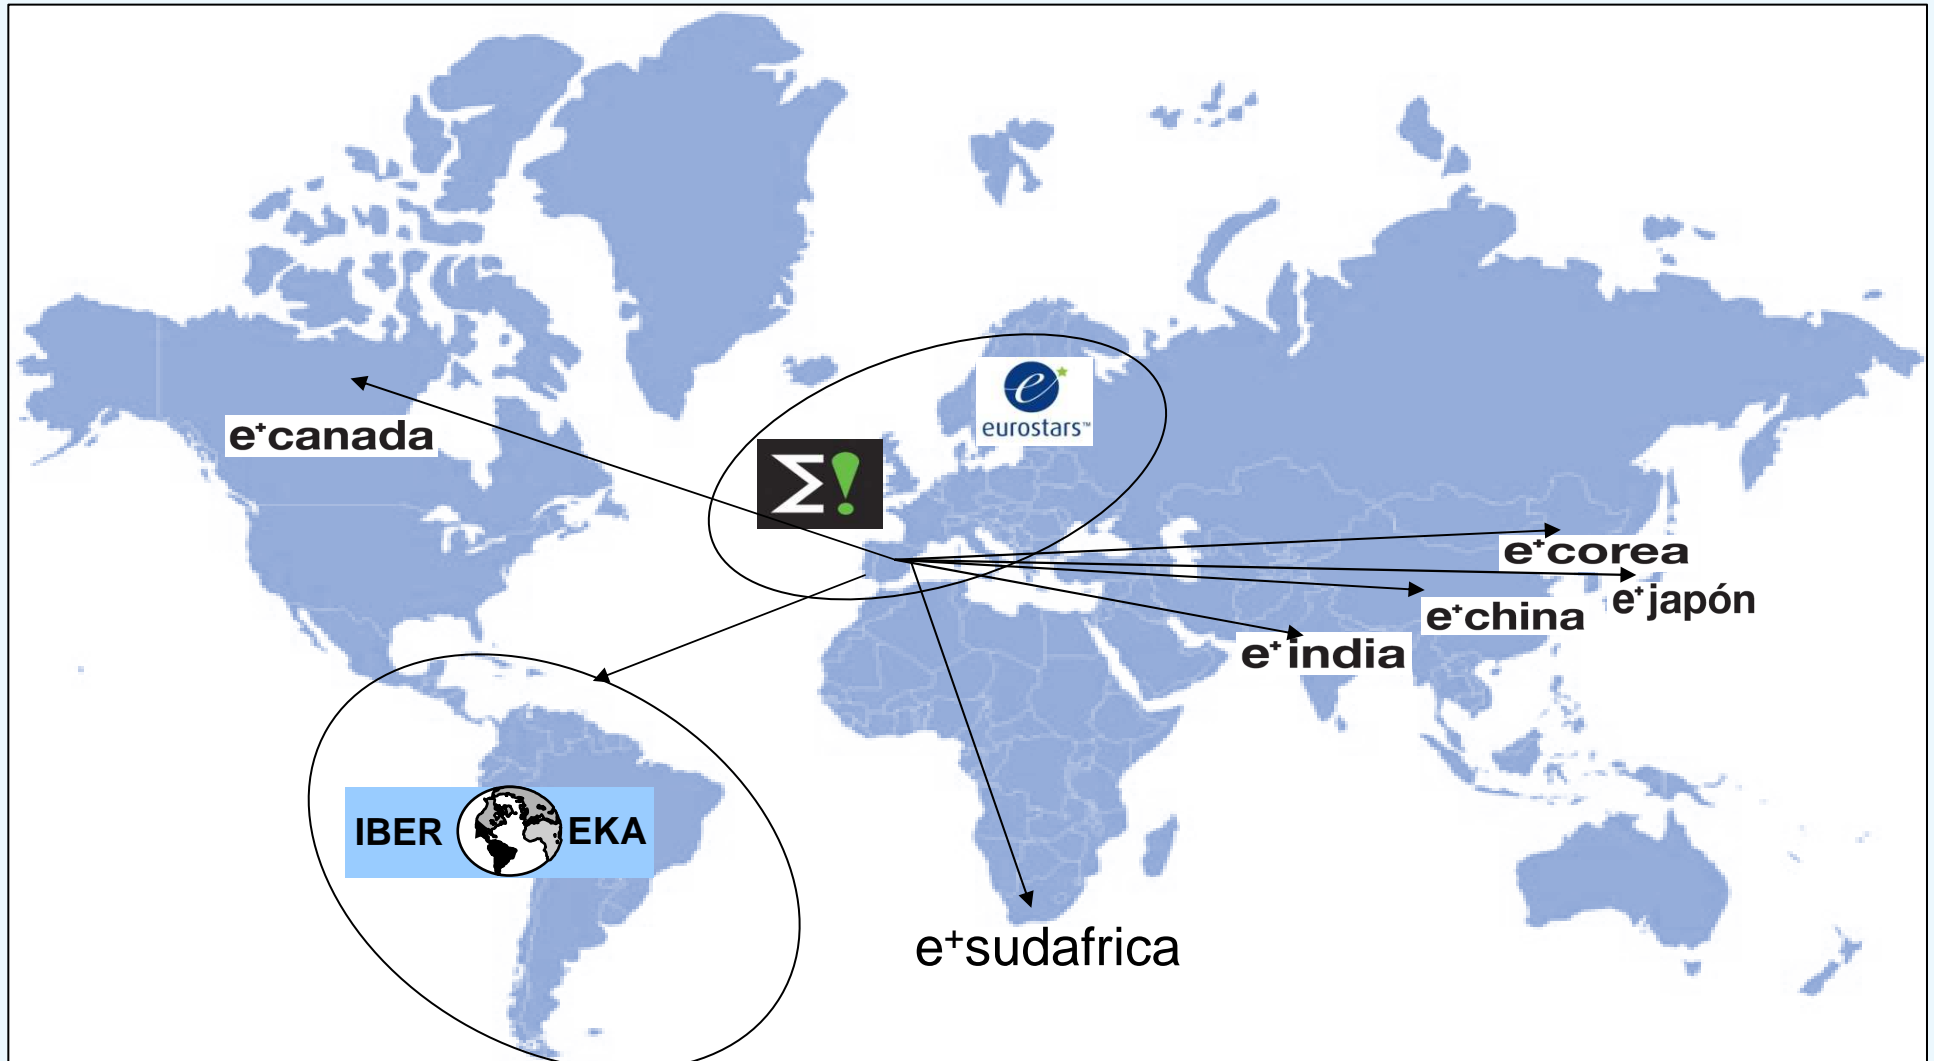 e
eurostars™
e+canada
Σ!
e+corea
e+japón
e+china
e+india
IBER EKA
e+sudafrica